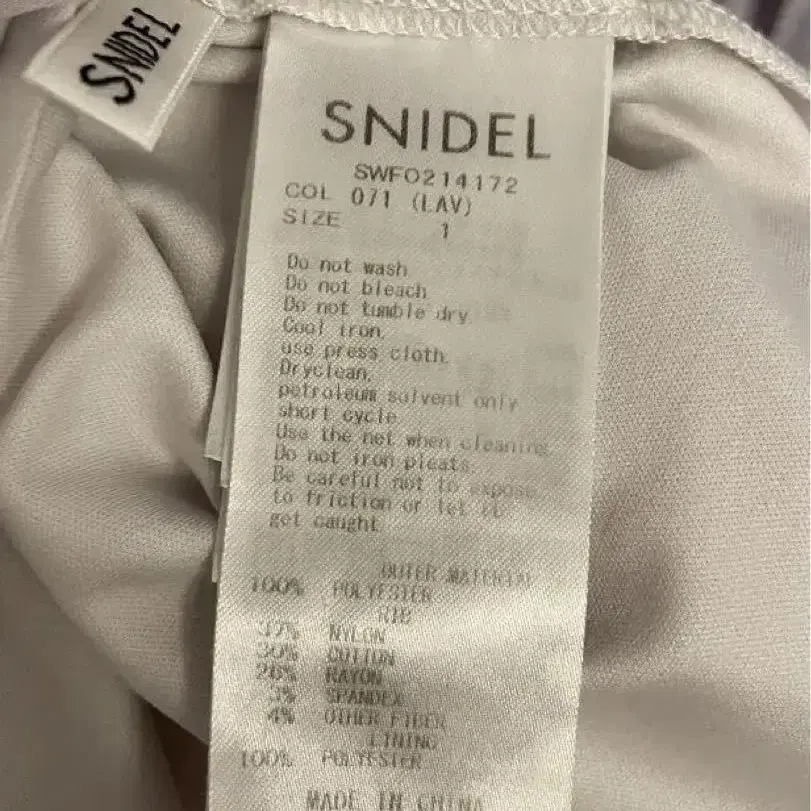 SNIDEL
SNIDEL
SWFO214172
COL 071 (LAV)
SIZE 1
Do not wash
Do not bleach
Do not tumble dry
Cool iron,
use press cloth.
Dryclean,
petroleum solvent only
short cycle
Use the net when cleaning
Do not iron pleats
Be careful not to expose
to friction or let it
get caught
OUTER MATERIAL
100% POLYESTER
RIB
37% NYLON
30% COTTON
26% RAYON
3% SPANDEX
4% OTHER FIBER
LINING
100% POLYESTER
MADE IN CHINA